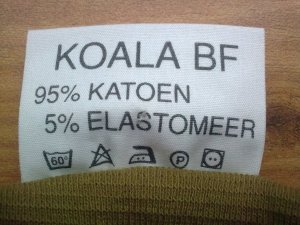 KOALA BF
95% KATOEN
5% ELASTOMEER
60° P